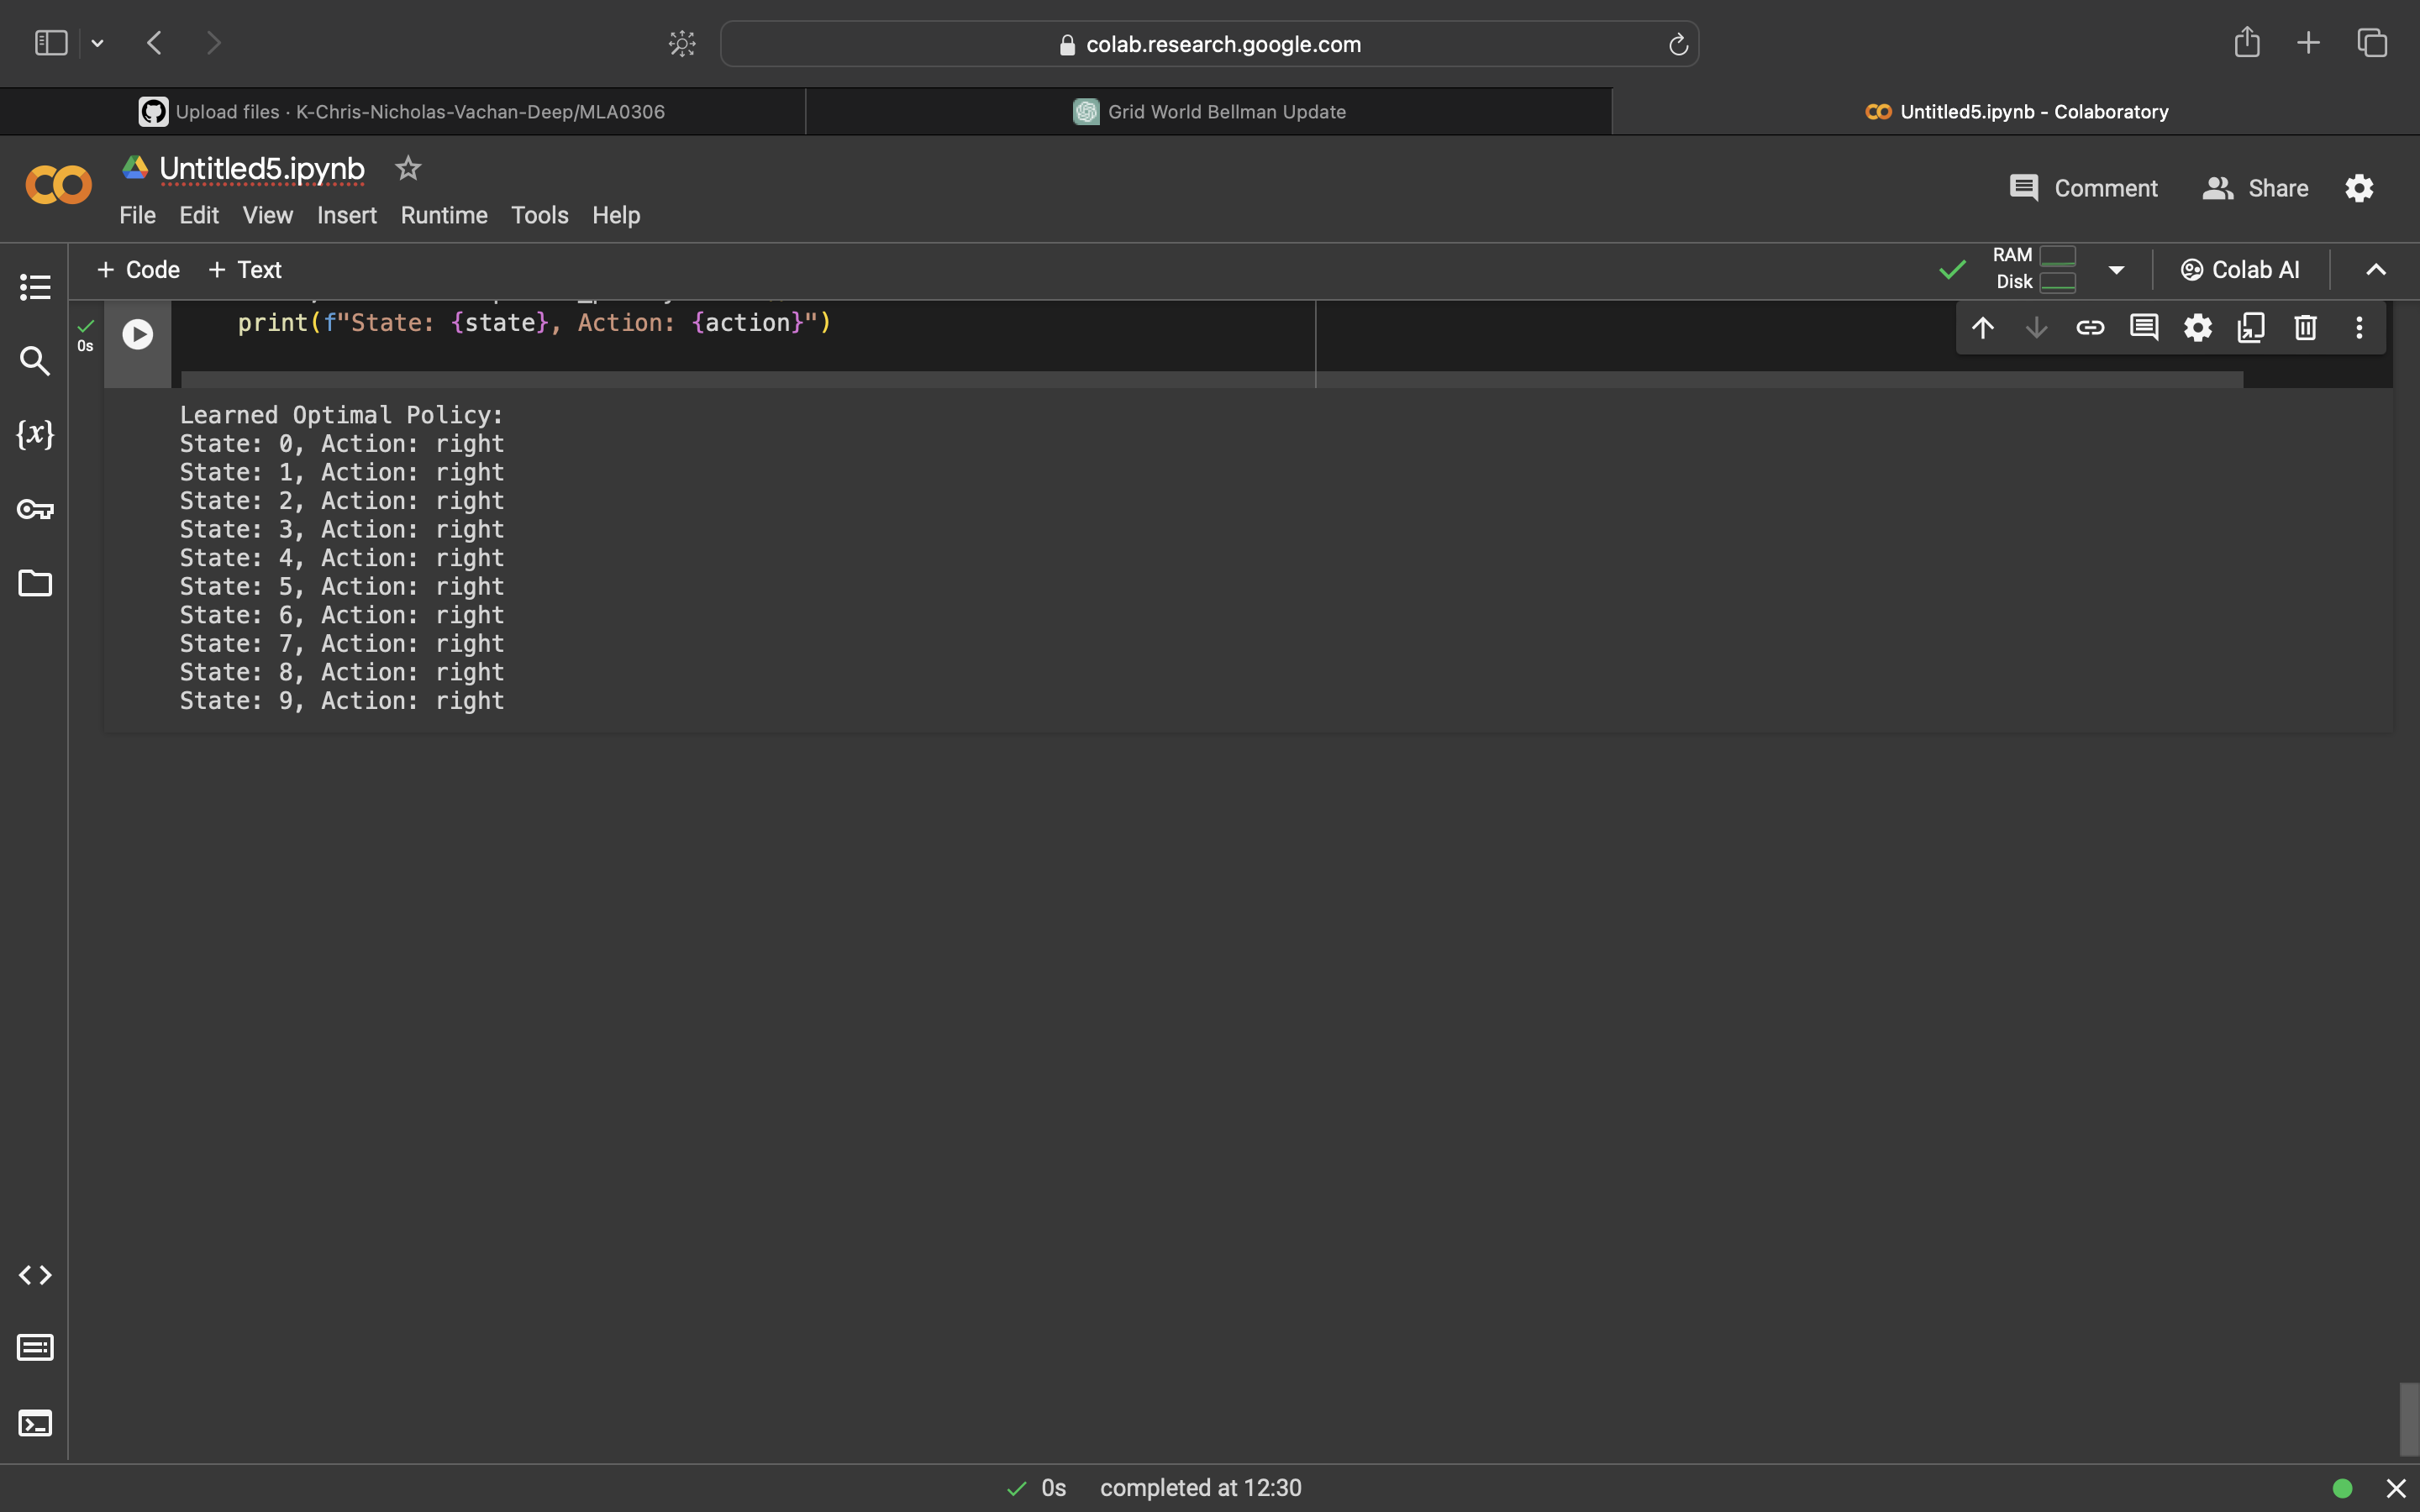 colab.research.google.com
Upload files · K-Chris-Nicholas-Vachan-Deep/MLA0306
Grid World Bellman Update
Untitled5.ipynb - Colaboratory
Untitled5.ipynb
File Edit View Insert Runtime Tools Help
Comment
Share
+ Code + Text
RAM
Disk
Colab AI
0s
print(f"State: {state}, Action: {action}")
{x}
Learned Optimal Policy:
State: 0, Action: right
State: 1, Action: right
State: 2, Action: right
State: 3, Action: right
State: 4, Action: right
State: 5, Action: right
State: 6, Action: right
State: 7, Action: right
State: 8, Action: right
State: 9, Action: right
0s completed at 12:30